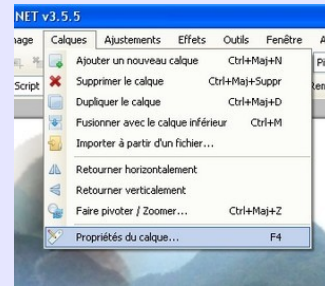 NET v3.5.5
age Calques Ajustements Effets Outils Fenêtre
Ajouter un nouveau calque Ctrl+Maj+N
Script Supprimer le calque Ctrl+Maj+Suppr
Dupliquer le calque Ctrl+Maj+D
Fusionner avec le calque inférieur Ctrl+M
Importer à partir d'un fichier...
Retourner horizontalement
Retourner verticalement
Faire pivoter / Zoomer... Ctrl+Maj+Z
Propriétés du calque... F4